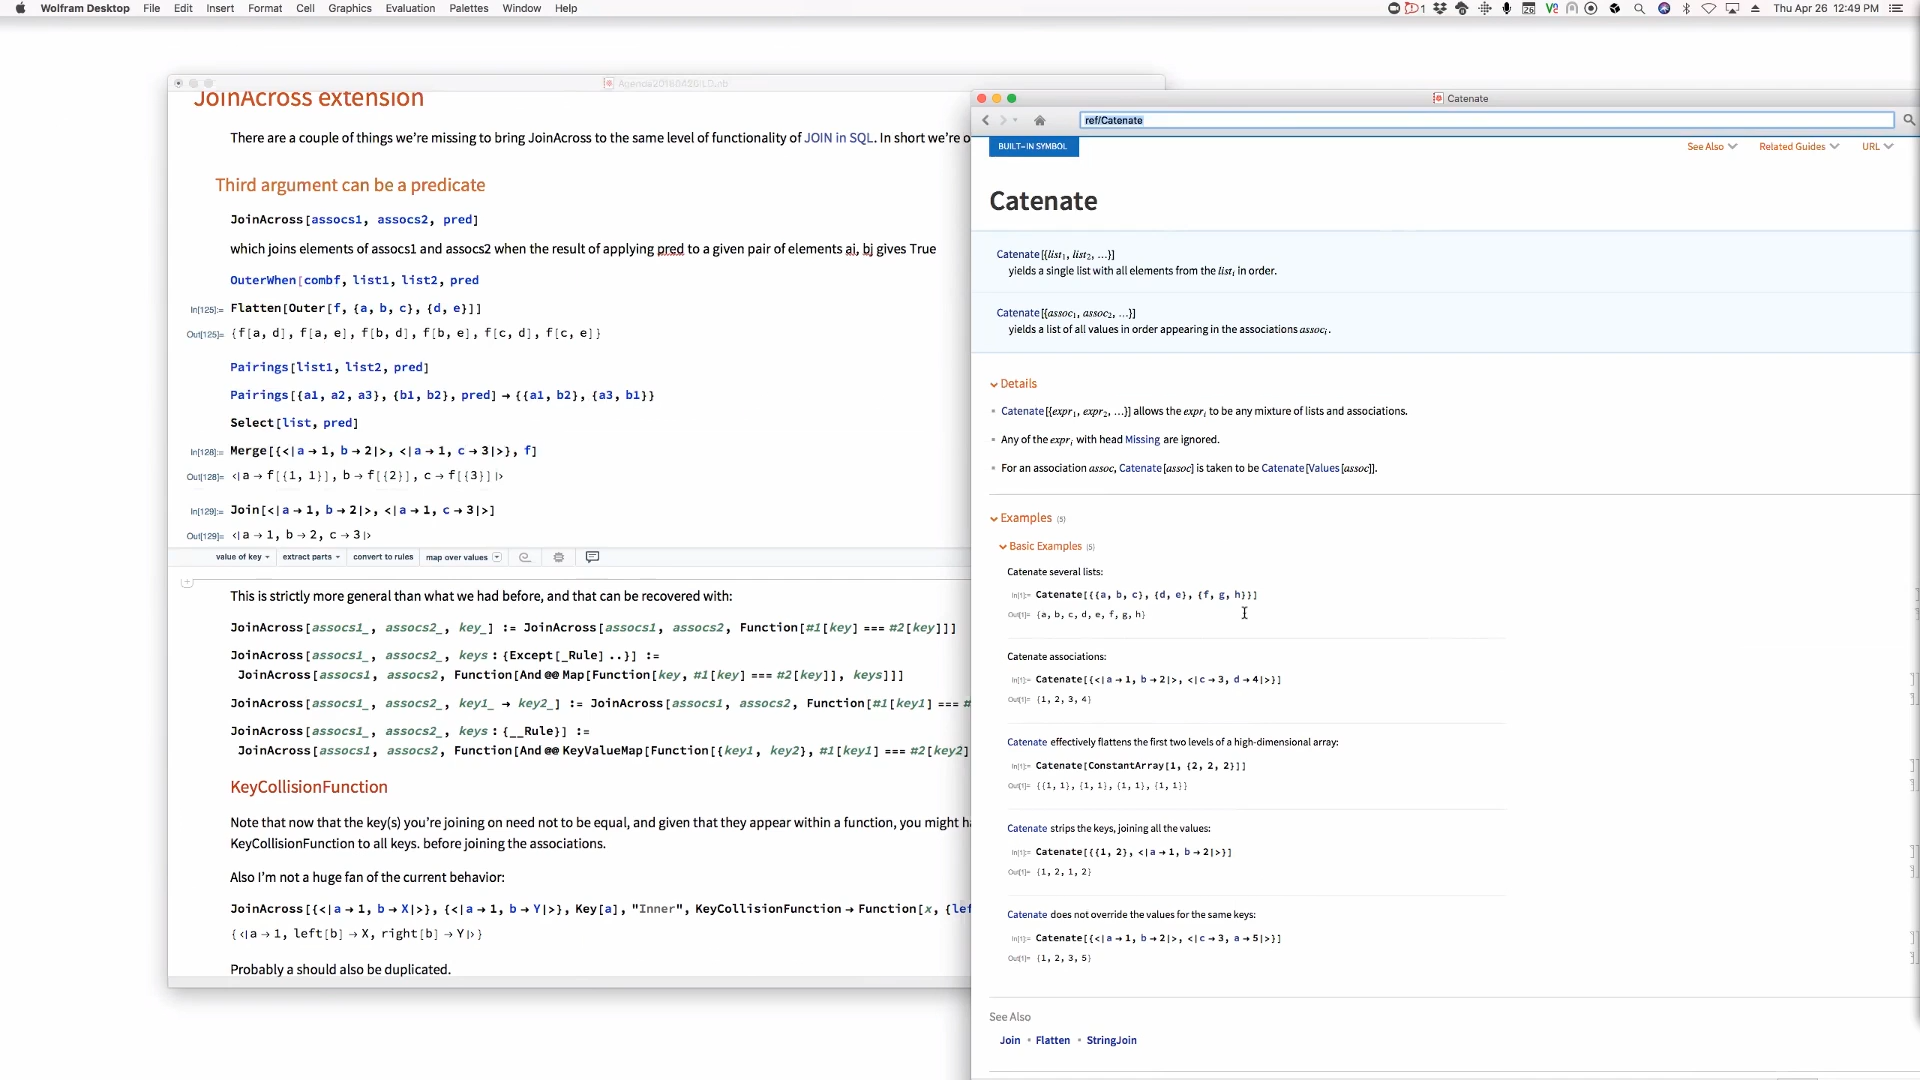 Wolfram Desktop File Edit Insert Format Cell Graphics Evaluation Palettes Window Help
Thu Apr 26 12:49 PM
JoinAcross extension
There are a couple of things we're missing to bring JoinAcross to the same level of functionality of JOIN in SQL. In short we're o
Third argument can be a predicate
JoinAcross[assocs1, assocs2, pred]
which joins elements of assocs1 and assocs2 when the result of applying pred to a given pair of elements ai, bj gives True
OuterWhen[combf, list1, list2, pred
In[125]:= Flatten[Outer[f, {a, b, c}, {d, e}]]
Out[125]= {f[a, d], f[a, e], f[b, d], f[b, e], f[c, d], f[c, e]}
Pairings[list1, list2, pred]
Pairings[{a1, a2, a3}, {b1, b2}, pred] → {{a1, b2}, {a3, b1}}
Select[list, pred]
In[128]:= Merge[{<|a → 1, b → 2|>, <|a → 1, c → 3|>}, f]
Out[128]= <|a → f[{1, 1}], b → f[{2}], c → f[{3}]|>
In[129]:= Join[<|a → 1, b → 2|>, <|a → 1, c → 3|>]
Out[129]= <|a → 1, b → 2, c → 3|>
value of key extract parts convert to rules map over values
This is strictly more general than what we had before, and that can be recovered with:
JoinAcross[assocs1_, assocs2_, key_] := JoinAcross[assocs1, assocs2, Function[#1[key] === #2[key]]]
JoinAcross[assocs1_, assocs2_, keys : {Except[_Rule] ..}] :=
JoinAcross[assocs1, assocs2, Function[And @@ Map[Function[key, #1[key] === #2[key]], keys]]]
JoinAcross[assocs1_, assocs2_, key1_ → key2_] := JoinAcross[assocs1, assocs2, Function[#1[key1] === #
JoinAcross[assocs1_, assocs2_, keys : {__Rule}] :=
JoinAcross[assocs1, assocs2, Function[And @@ KeyValueMap[Function[{key1, key2}, #1[key1] === #2[key2]
KeyCollisionFunction
Note that now that the key(s) you're joining on need not to be equal, and given that they appear within a function, you might ha
KeyCollisionFunction to all keys. before joining the associations.
Also I'm not a huge fan of the current behavior:
JoinAcross[{<|a → 1, b → X|>}, {<|a → 1, b → Y|>}, Key[a], "Inner", KeyCollisionFunction → Function[x, {lef
{<|a → 1, left[b] → X, right[b] → Y|>}
Probably a should also be duplicated.
Catenate
ref/Catenate
BUILT-IN SYMBOL
See Also Related Guides URL
Catenate
Catenate[{list1, list2, …}]
yields a single list with all elements from the listi in order.
Catenate[{assoc1, assoc2, …}]
yields a list of all values in order appearing in the associations associ.
Details
Catenate[{expr1, expr2, …}] allows the expri to be any mixture of lists and associations.
Any of the expri with head Missing are ignored.
For an association assoc, Catenate[assoc] is taken to be Catenate[Values[assoc]].
Examples (5)
Basic Examples (5)
Catenate several lists:
In[1]:= Catenate[{{a, b, c}, {d, e}, {f, g, h}}]
Out[1]= {a, b, c, d, e, f, g, h}
Catenate associations:
In[1]:= Catenate[{<|a → 1, b → 2|>, <|c → 3, d → 4|>}]
Out[1]= {1, 2, 3, 4}
Catenate effectively flattens the first two levels of a high-dimensional array:
In[1]:= Catenate[ConstantArray[1, {2, 2, 2}]]
Out[1]= {{1, 1}, {1, 1}, {1, 1}, {1, 1}}
Catenate strips the keys, joining all the values:
In[1]:= Catenate[{{1, 2}, <|a → 1, b → 2|>}]
Out[1]= {1, 2, 1, 2}
Catenate does not override the values for the same keys:
In[1]:= Catenate[{<|a → 1, b → 2|>, <|c → 3, a → 5|>}]
Out[1]= {1, 2, 3, 5}
See Also
Join • Flatten • StringJoin